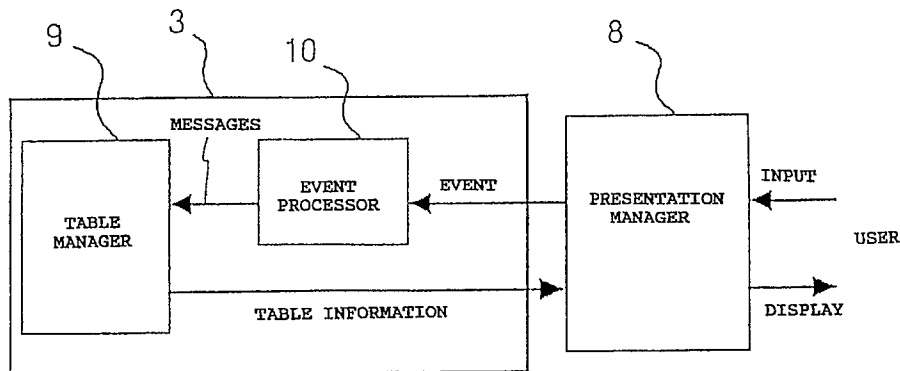 9
3
10
8
MESSAGES
TABLE
MANAGER
EVENT
PROCESSOR
EVENT
PRESENTATION
MANAGER
INPUT
USER
TABLE INFORMATION
DISPLAY